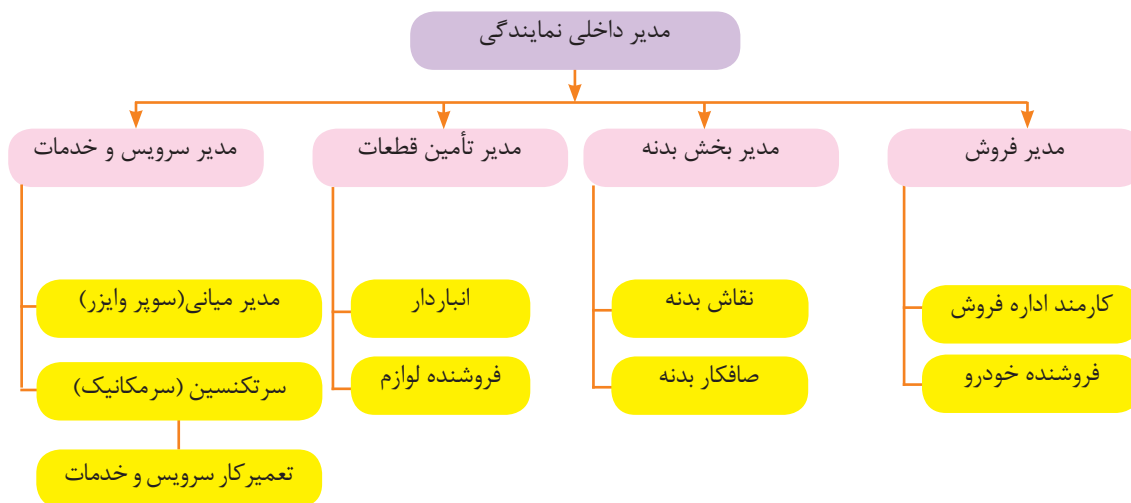 مدیر داخلی نمایندگی
مدیر فروش
مدیر بخش بدنه
مدیر تأمین قطعات
مدیر سرویس و خدمات
کارمند اداره فروش
فروشنده خودرو
نقاش بدنه
صافکار بدنه
انباردار
فروشنده لوازم
مدیر میانی(سوپر وایزر)
سرتکنسین (سرمکانیک)
تعمیرکار سرویس و خدمات